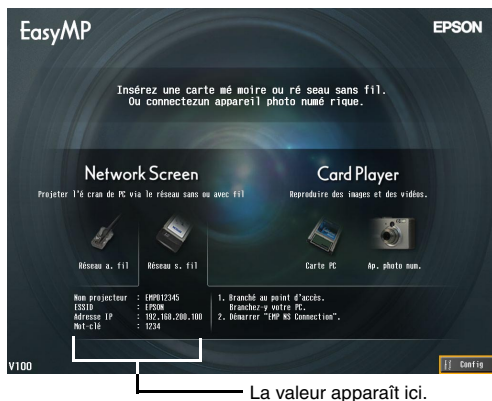 EasyMP
EPSON
Insérez une carte mé moire ou ré seau sans fil.
Ou connectezun appareil photo numé rique.
Network Screen
Projeter l'é cran de PC via le réseau sans ou avec fil
Card Player
Reproduire des images et des vidéos.
Réseau a. fil
Réseau s. fil
Carte PC
Ap. photo num.
Nom projecteur : EMP012345
ESSID : EPSON
Adresse IP : 192.168.200.100
Mot-clé : 1234
1. Branché au point d'accès.
Branchez-y votre PC.
2. Démarrer "EMP NS Connection".
V100
Config
La valeur apparaît ici.